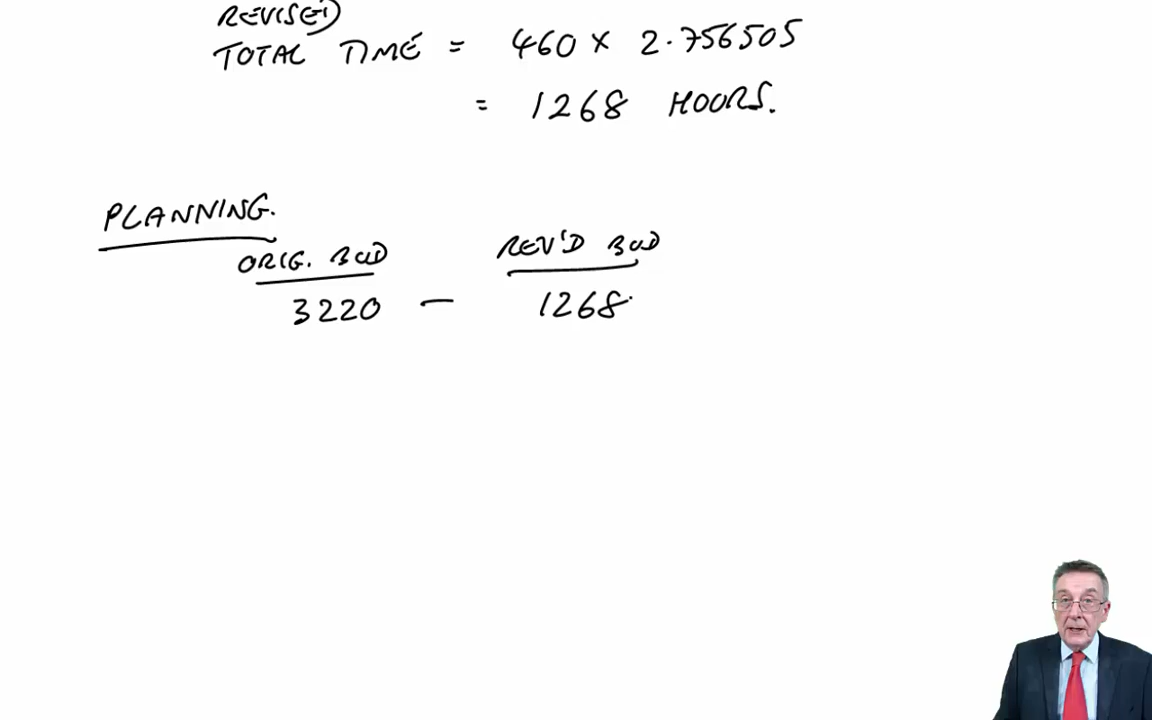 REVISED
TOTAL TIME = 460 × 2.756505
= 1268 HOURS.
PLANNING.
ORIG. BUD REV'D BUD
3220 — 1268